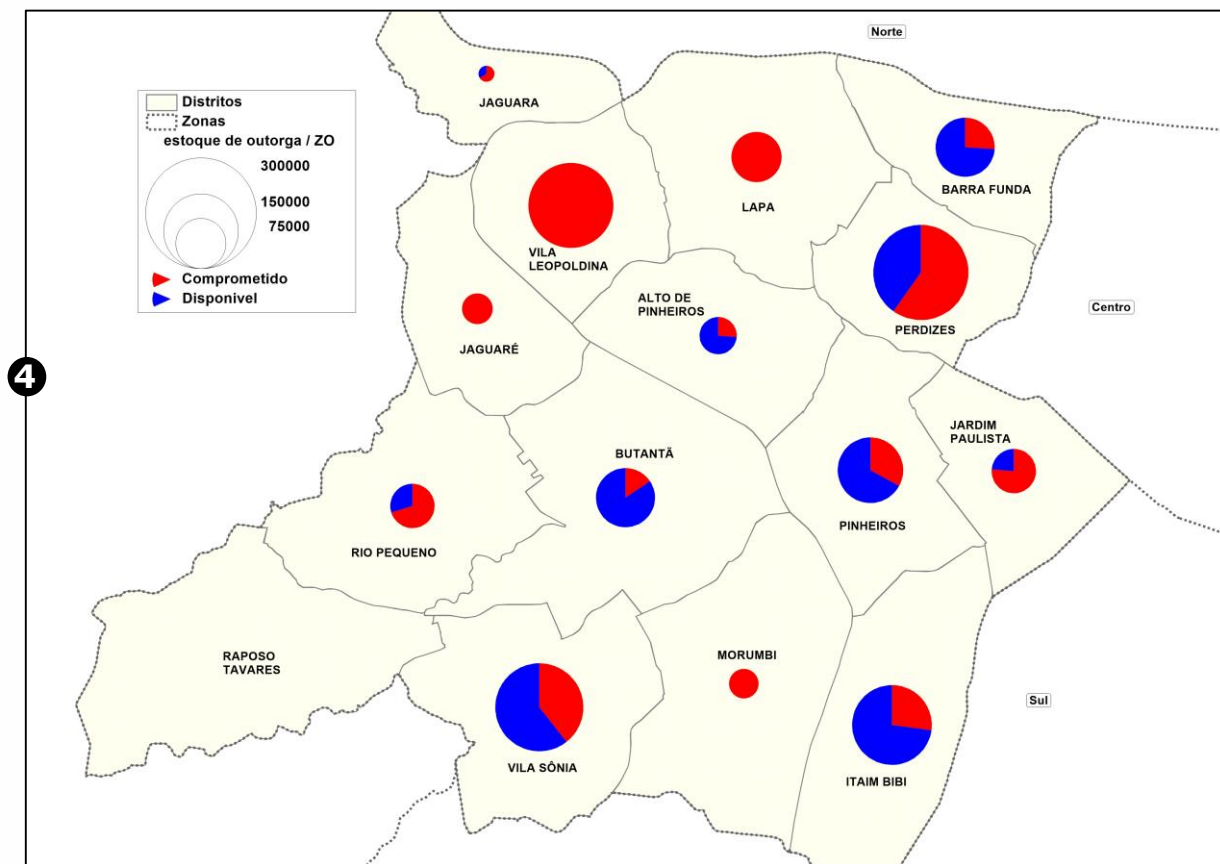 Norte
JAGUARA
Distritos
Zonas
estoque de outorga / ZO
300000
150000
75000
Comprometido
Disponivel
BARRA FUNDA
LAPA
VILA
LEOPOLDINA
ALTO DE
PINHEIROS
Centro
PERDIZES
JAGUARÉ
4
JARDIM
PAULISTA
BUTANTÃ
PINHEIROS
RIO PEQUENO
RAPOSO
TAVARES
MORUMBI
Sul
VILA SÔNIA
ITAIM BIBI